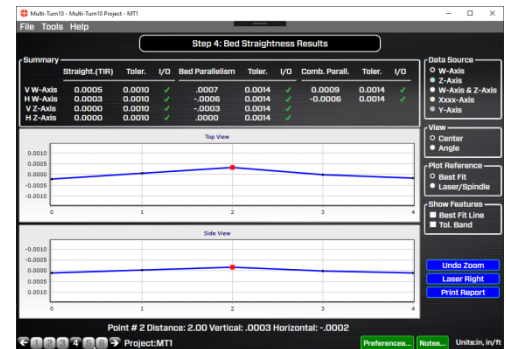 Multi-Turn10 - Multi-Turn10 Project - MT1
File Tools Help
Step 4: Bed Straightness Results
Summary
Straight.(TIR) Toler. I/O Bed Parallelism Toler. I/O Comb. Parall. Toler. I/O
V W-Axis 0.0005 0.0010 ✓ .0007 0.0014 ✓ 0.0009 0.0014 ✓
H W-Axis 0.0003 0.0010 ✓ -.0006 0.0014 ✓ -0.0006 0.0014 ✓
V Z-Axis 0.0000 0.0010 ✓ -.0003 0.0014 ✓
H Z-Axis 0.0000 0.0010 ✓ .0000 0.0014 ✓
Data Source
W-Axis
Z-Axis
W-Axis & Z-Axis
Xxxx-Axis
Y-Axis
View
Center
Angle
Plot Reference
Best Fit
Laser/Spindle
Show Features
Best Fit Line
Tol. Band
Top View
0.0010
0.0005
0.0000
-0.0005
-0.0010
0 1 2 3 4
Side View
-0.0010
-0.0005
0.0000
0.0005
0.0010
0 1 2 3 4
Undo Zoom
Laser Right
Print Report
Point # 2 Distance: 2.00 Vertical: .0003 Horizontal: -.0002
1 2 3 4 5 6 Project:MT1 Preferences... Notes... Units:in, in/ft